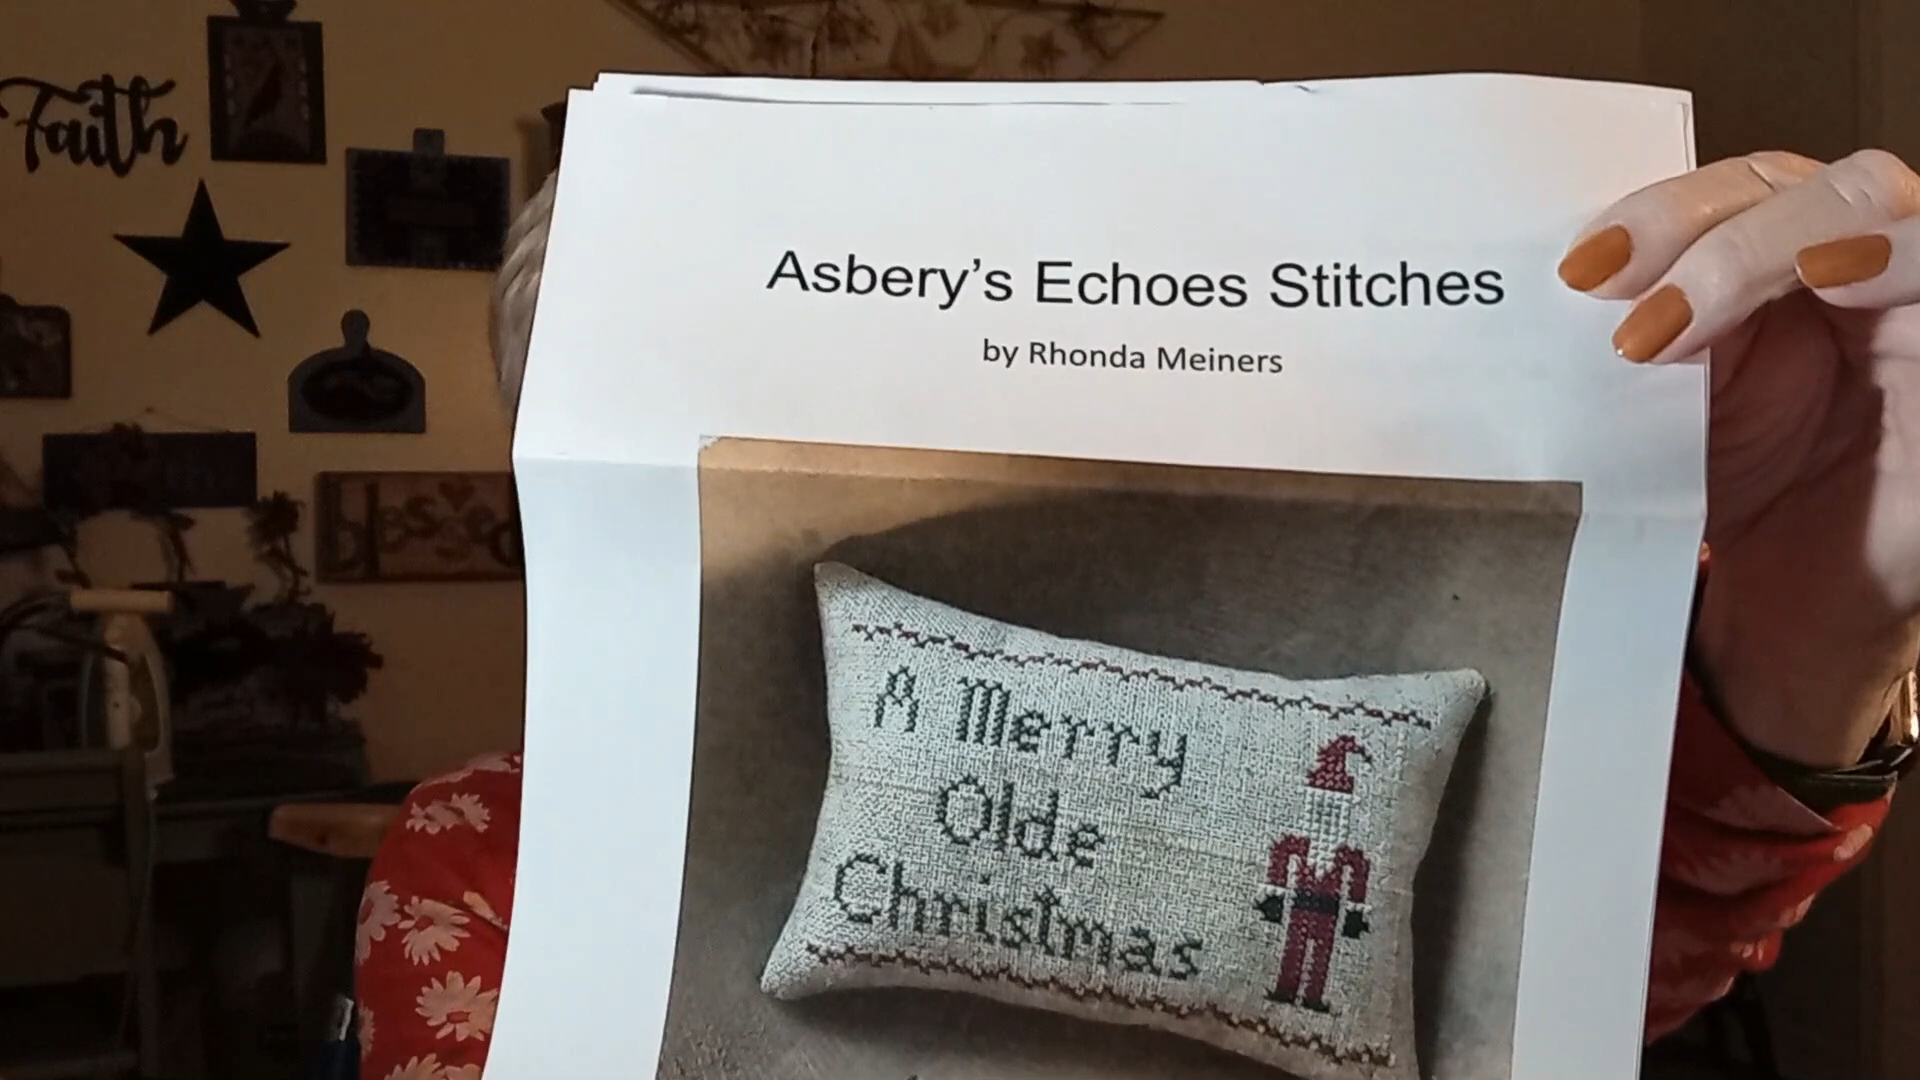 Faith
blessed
Asbery's Echoes Stitches
by Rhonda Meiners
A Merry
Olde
Christmas